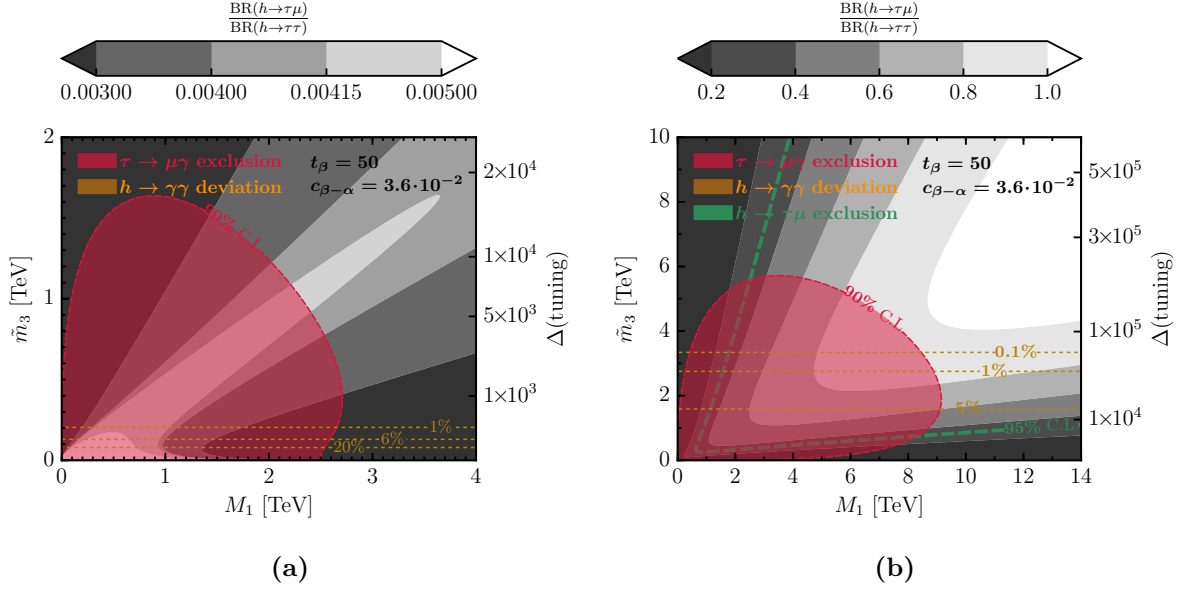 BR(h→τμ)
BR(h→ττ)
0.00300 0.00400 0.00415 0.00500
τ → μγ exclusion
h → γγ deviation
t_β = 50
c_{β−α} = 3.6·10^{−2}
90% C.L.
1%
6%
20%
0 1 2
m̃_3 [TeV]
0 1 2 3 4
M_1 [TeV]
2×10^4
1×10^4
5×10^3
1×10^3
Δ(tuning)
(a)
BR(h→τμ)
BR(h→ττ)
0.2 0.4 0.6 0.8 1.0
τ → μγ exclusion
h → γγ deviation
h → τμ exclusion
t_β = 50
c_{β−α} = 3.6·10^{−2}
90% C.L.
0.1%
1%
5%
95% C.L.
0 2 4 6 8 10
m̃_3 [TeV]
0 2 4 6 8 10 12 14
M_1 [TeV]
5×10^5
3×10^5
1×10^5
1×10^4
Δ(tuning)
(b)